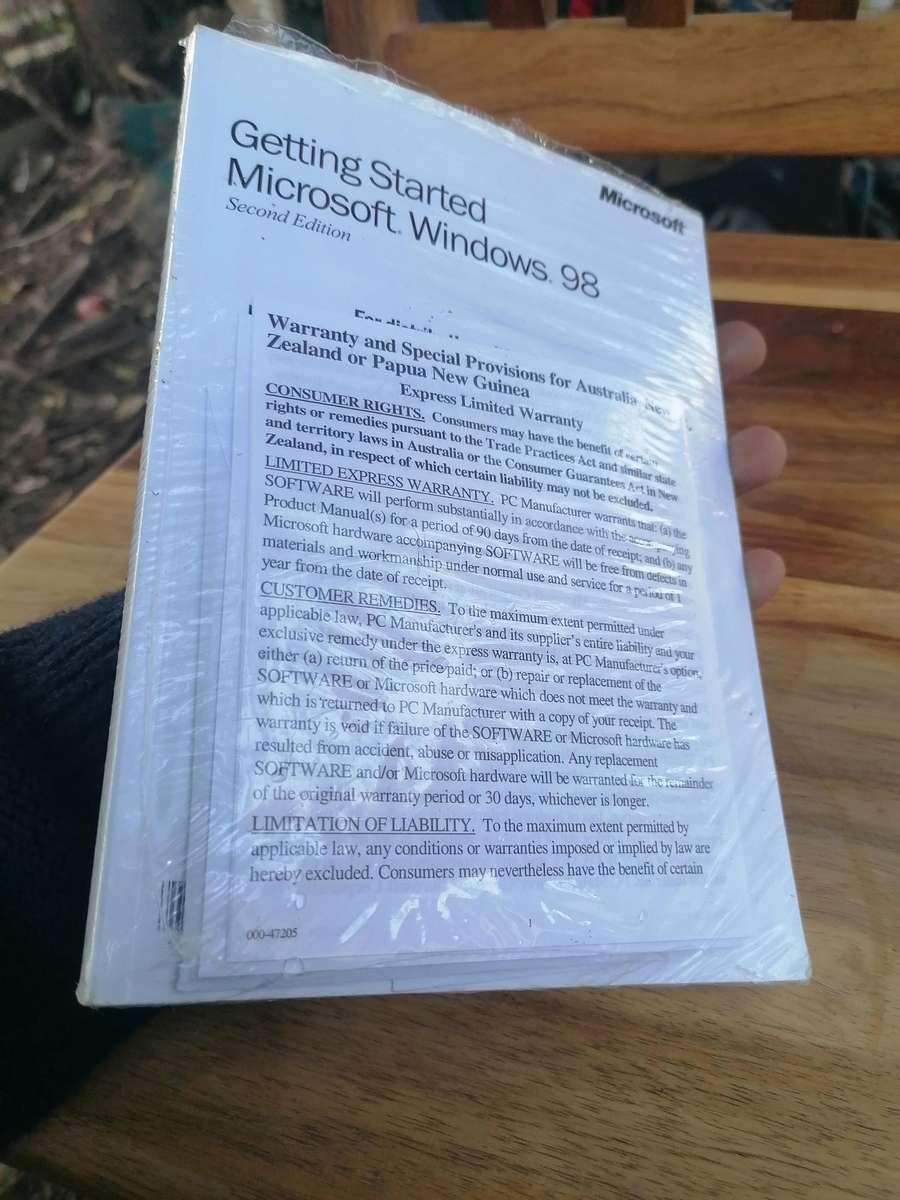 Microsoft
Getting Started
Microsoft Windows 98
Second Edition
Warranty and Special Provisions for Australia, New
Zealand or Papua New Guinea
Express Limited Warranty
CONSUMER RIGHTS. Consumers may have the benefit of certain
rights or remedies pursuant to the Trade Practices Act and similar state
and territory laws in Australia or the Consumer Guarantees Act in New
Zealand, in respect of which certain liability may not be excluded.
LIMITED EXPRESS WARRANTY. PC Manufacturer warrants that: (a) the
SOFTWARE will perform substantially in accordance with the
Product Manual(s) for a period of 90 days from the date of receipt; and (b) any
Microsoft hardware accompanying SOFTWARE will be free from defects in
materials and workmanship under normal use and service for a period of 1
year from the date of receipt.
CUSTOMER REMEDIES. To the maximum extent permitted under
applicable law, PC Manufacturer's and its supplier's entire liability and your
exclusive remedy under the express warranty is, at PC Manufacturer's option,
either (a) return of the price paid; or (b) repair or replacement of the
SOFTWARE or Microsoft hardware which does not meet the warranty and
which is returned to PC Manufacturer with a copy of your receipt. The
warranty is void if failure of the SOFTWARE or Microsoft hardware has
resulted from accident, abuse or misapplication. Any replacement
SOFTWARE and/or Microsoft hardware will be warranted for the remainder
of the original warranty period or 30 days, whichever is longer.
LIMITATION OF LIABILITY. To the maximum extent permitted by
applicable law, any conditions or warranties imposed or implied by law are
hereby excluded. Consumers may nevertheless have the benefit of certain
1
000-47205